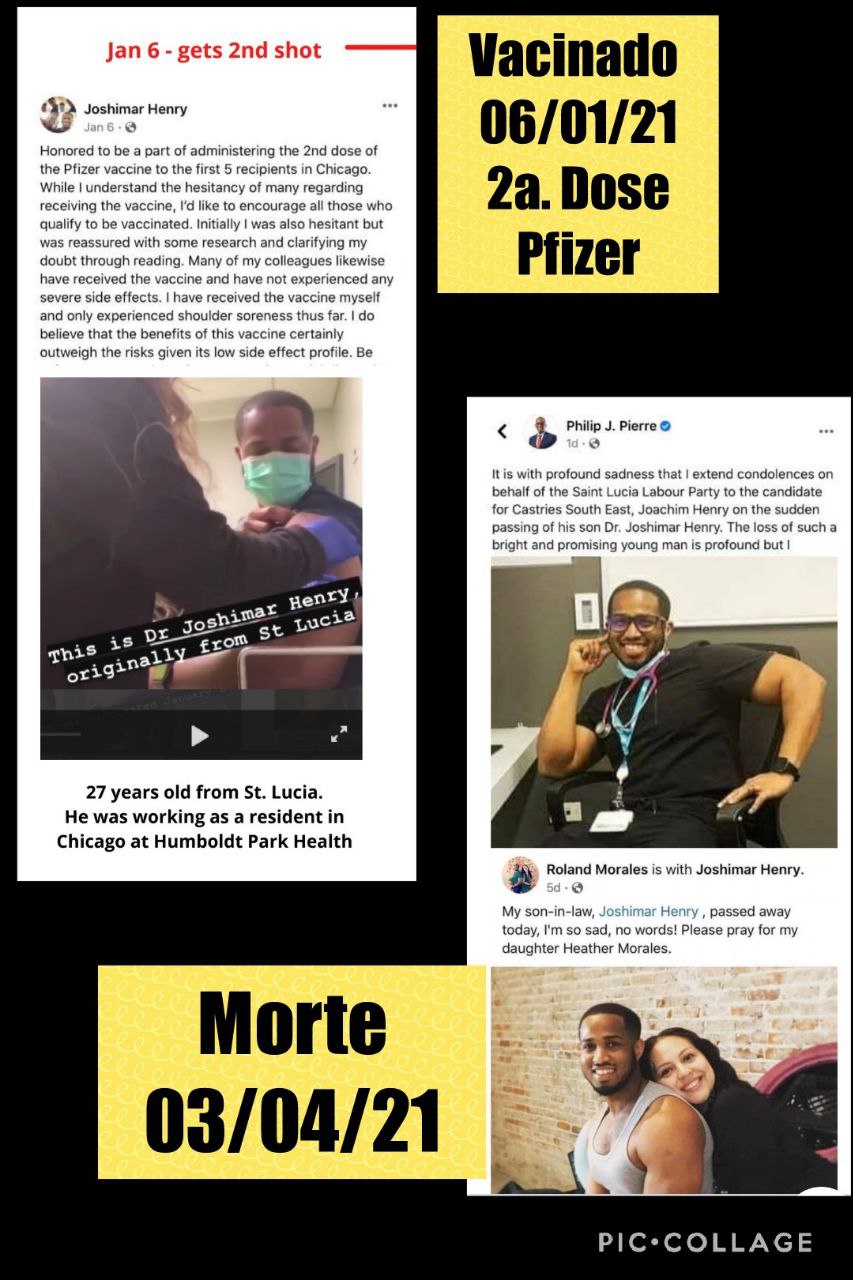 Jan 6 - gets 2nd shot
Joshimar Henry
Jan 6 ·
Honored to be a part of administering the 2nd dose of
the Pfizer vaccine to the first 5 recipients in Chicago.
While I understand the hesitancy of many regarding
receiving the vaccine, I'd like to encourage all those who
qualify to be vaccinated. Initially I was also hesitant but
was reassured with some research and clarifying my
doubt through reading. Many of my colleagues likewise
have received the vaccine and have not experienced any
severe side effects. I have received the vaccine myself
and only experienced shoulder soreness thus far. I do
believe that the benefits of this vaccine certainly
outweigh the risks given its low side effect profile. Be
This is Dr Joshimar Henry,
originally from St Lucia
27 years old from St. Lucia.
He was working as a resident in
Chicago at Humboldt Park Health
Vacinado
06/01/21
2a. Dose
Pfizer
Philip J. Pierre
1d ·
It is with profound sadness that I extend condolences on
behalf of the Saint Lucia Labour Party to the candidate
for Castries South East, Joachim Henry on the sudden
passing of his son Dr. Joshimar Henry. The loss of such a
bright and promising young man is profound but I
Roland Morales is with Joshimar Henry.
5d ·
My son-in-law, Joshimar Henry , passed away
today, I'm so sad, no words! Please pray for my
daughter Heather Morales.
Morte
03/04/21
PIC•COLLAGE